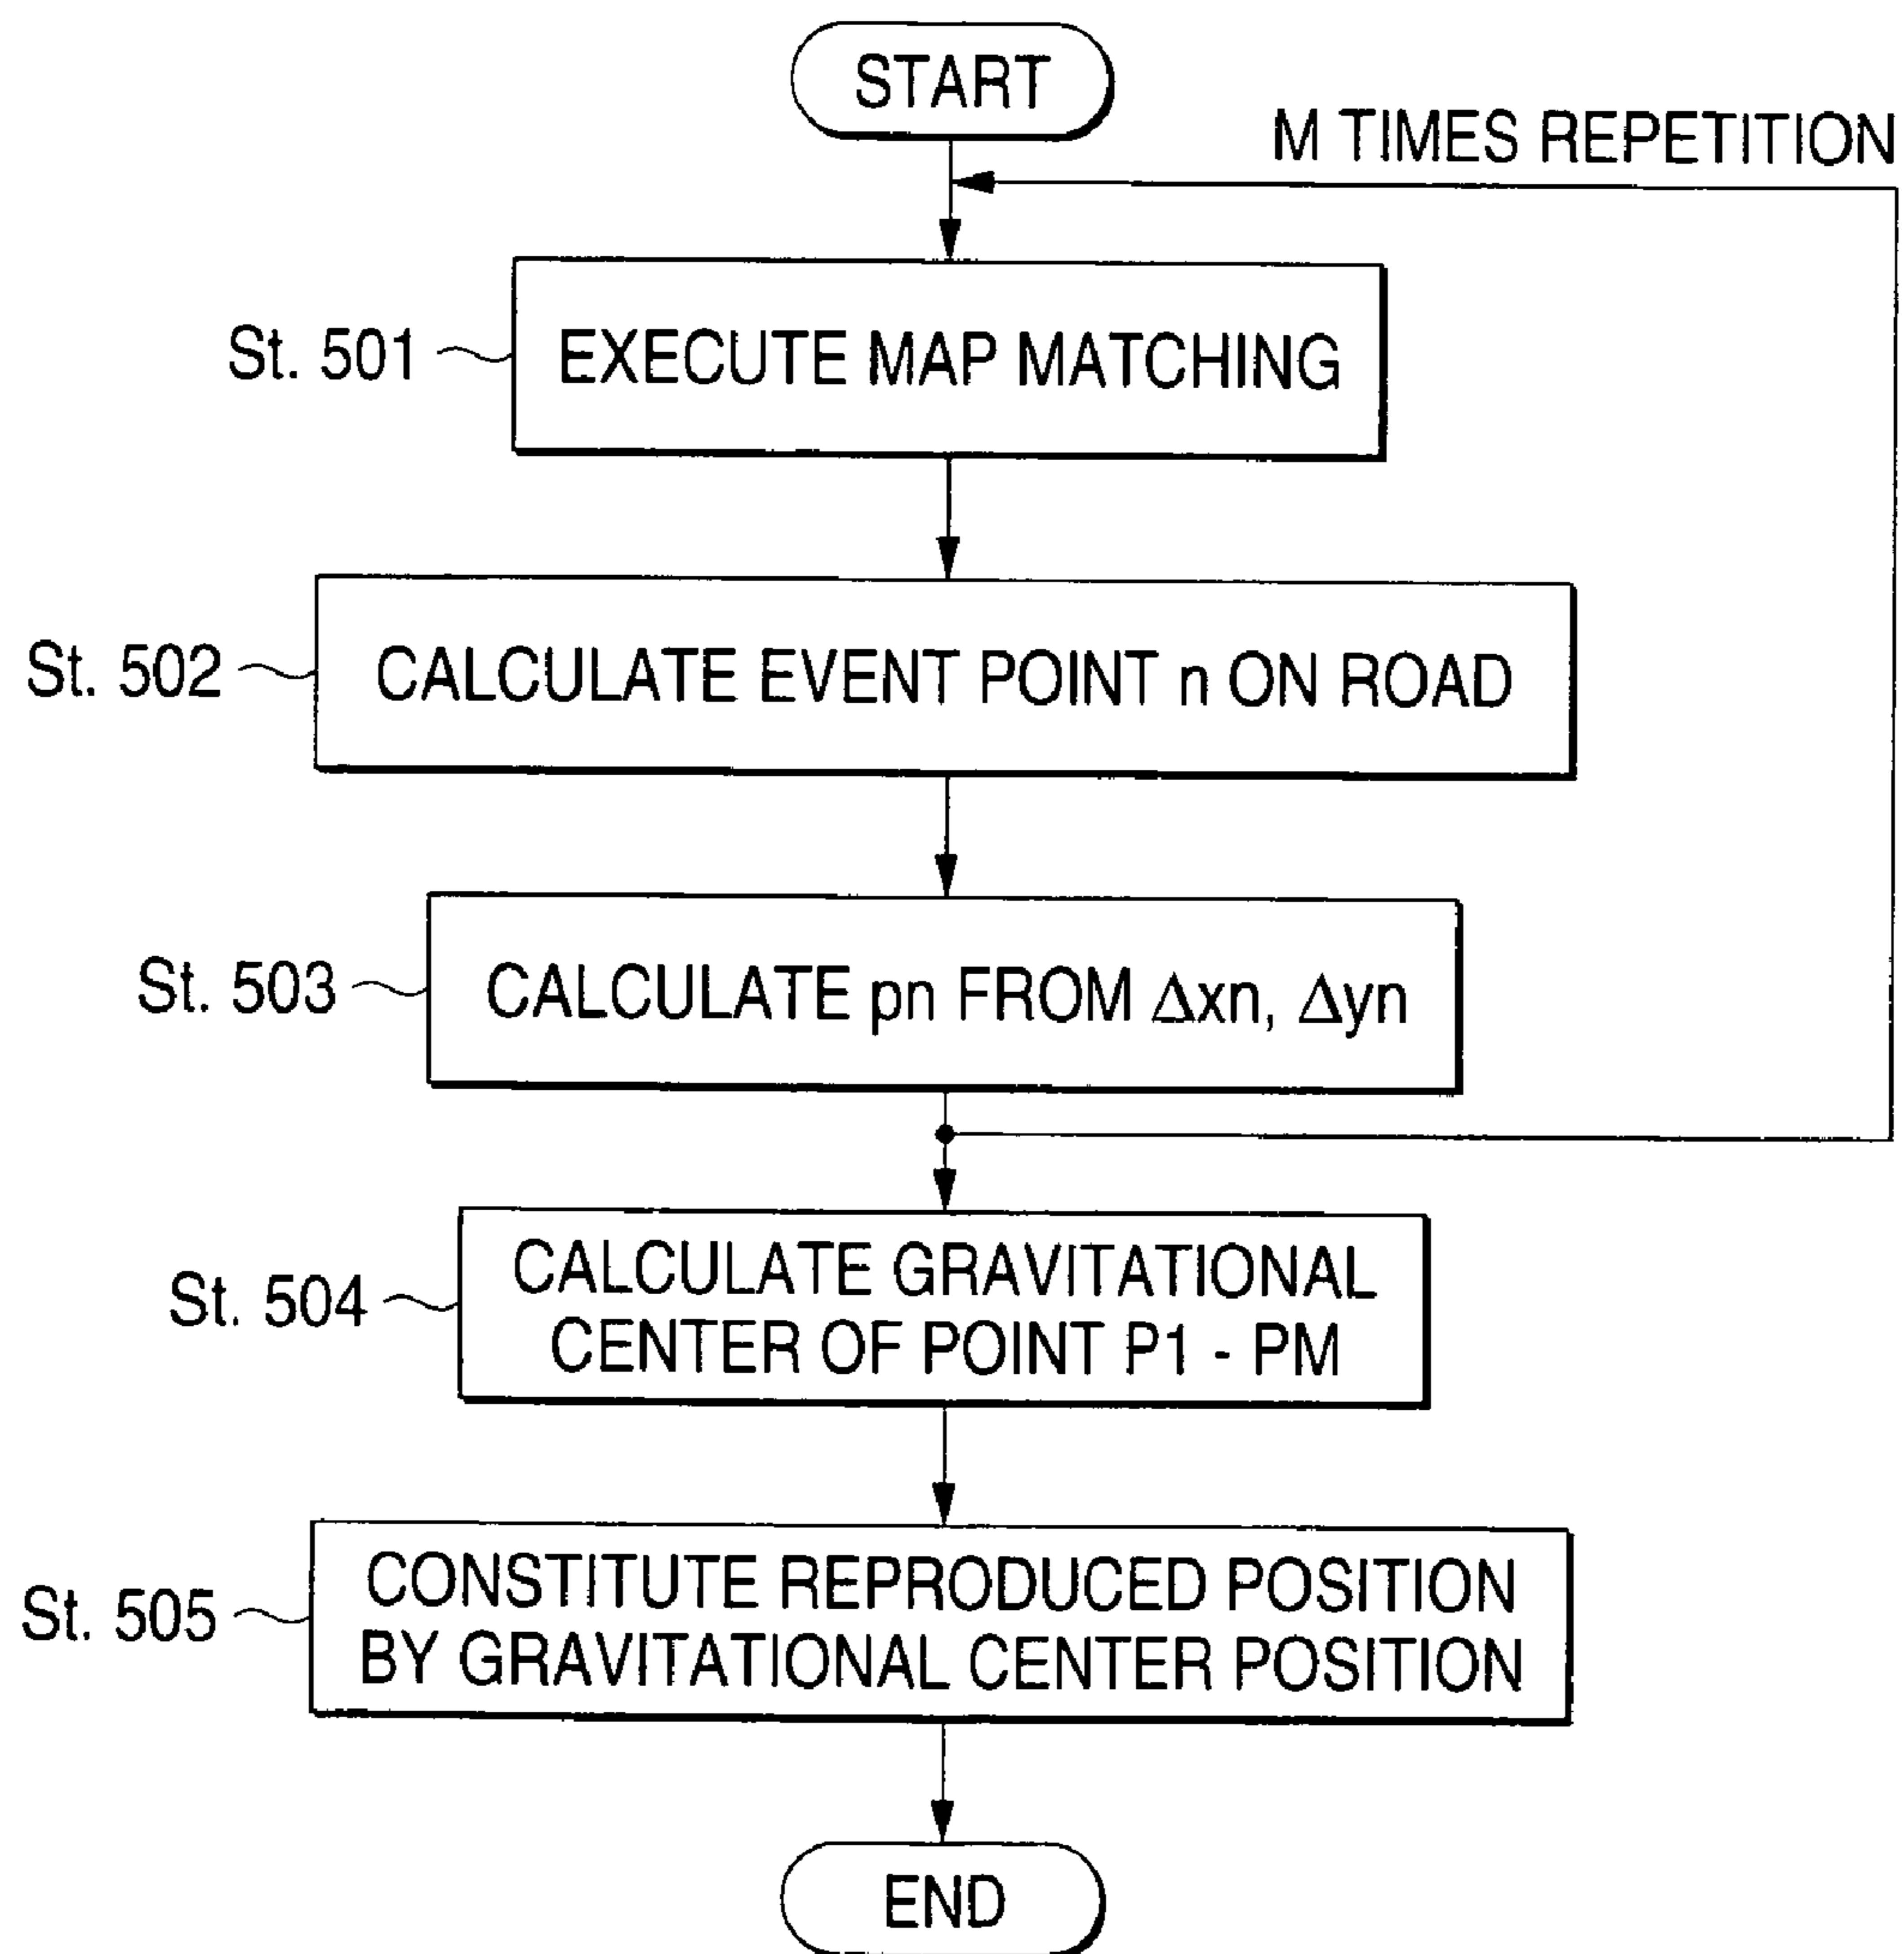 START
M TIMES REPETITION
St. 501
EXECUTE MAP MATCHING
St. 502
CALCULATE EVENT POINT n ON ROAD
St. 503
CALCULATE pn FROM Δxn, Δyn
St. 504
CALCULATE GRAVITATIONAL
CENTER OF POINT P1 - PM
St. 505
CONSTITUTE REPRODUCED POSITION
BY GRAVITATIONAL CENTER POSITION
END